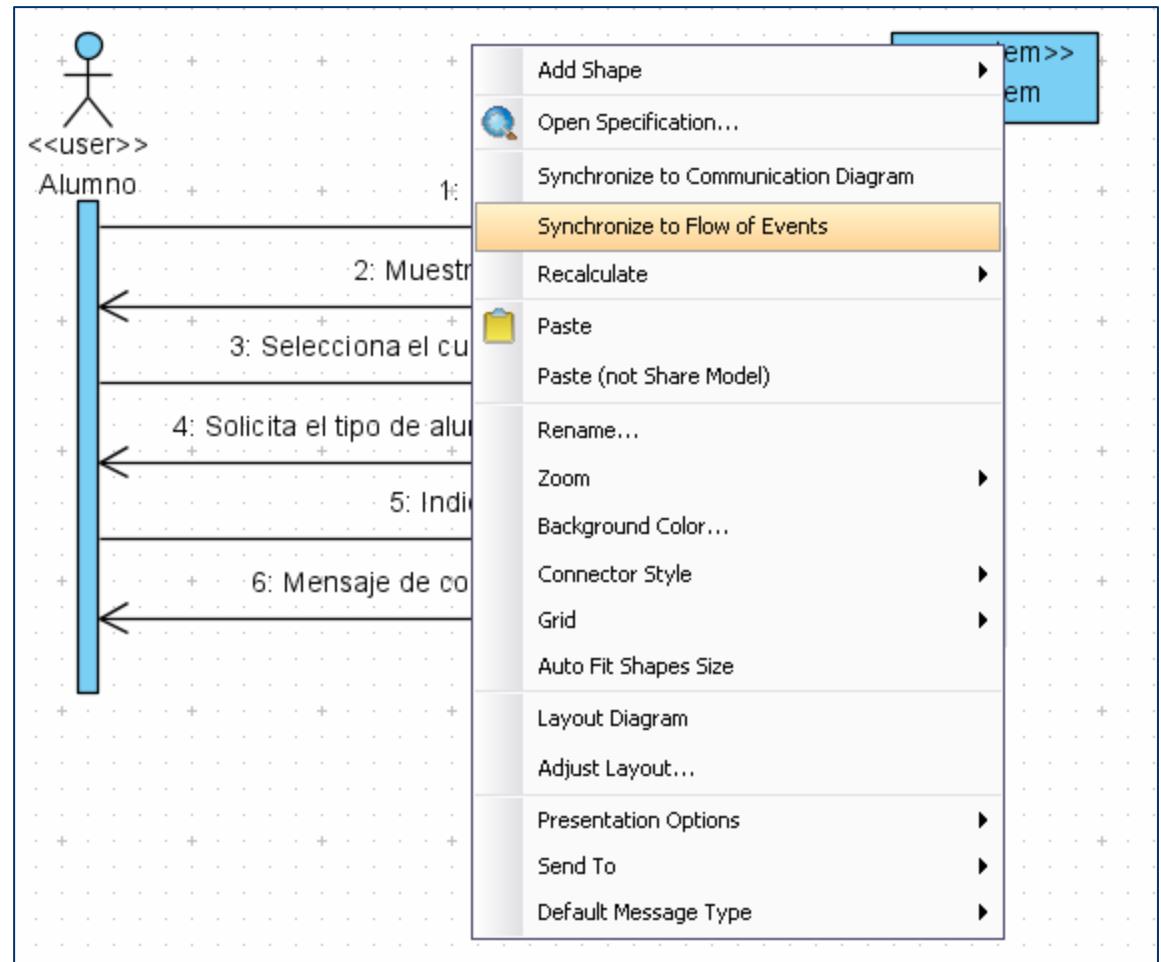 em>>
em
<<user>>
Alumno
1:
2: Muestr
3: Selecciona el cu
4: Solicita el tipo de alu
5: Indi
6: Mensaje de co
Add Shape
Open Specification...
Synchronize to Communication Diagram
Synchronize to Flow of Events
Recalculate
Paste
Paste (not Share Model)
Rename...
Zoom
Background Color...
Connector Style
Grid
Auto Fit Shapes Size
Layout Diagram
Adjust Layout...
Presentation Options
Send To
Default Message Type